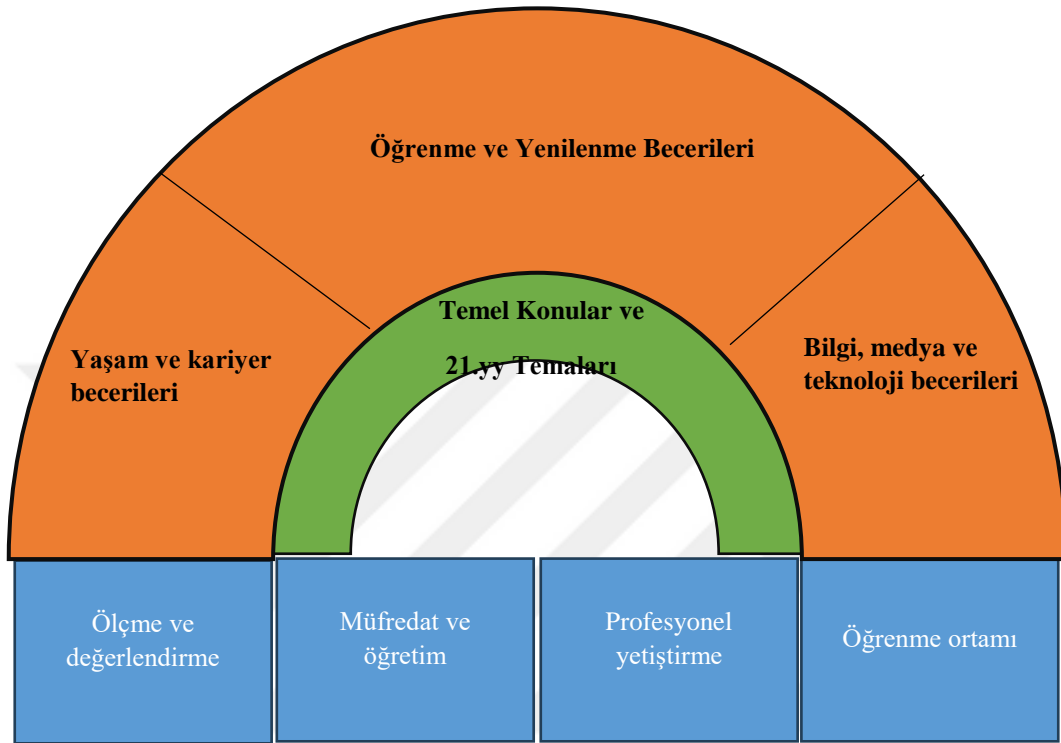 Öğrenme ve Yenilenme Becerileri
Temel Konular ve
21.yy Temaları
Yaşam ve kariyer
becerileri
Bilgi, medya ve
teknoloji becerileri
Ölçme ve
değerlendirme
Müfredat ve
öğretim
Profesyonel
yetiştirme
Öğrenme ortamı